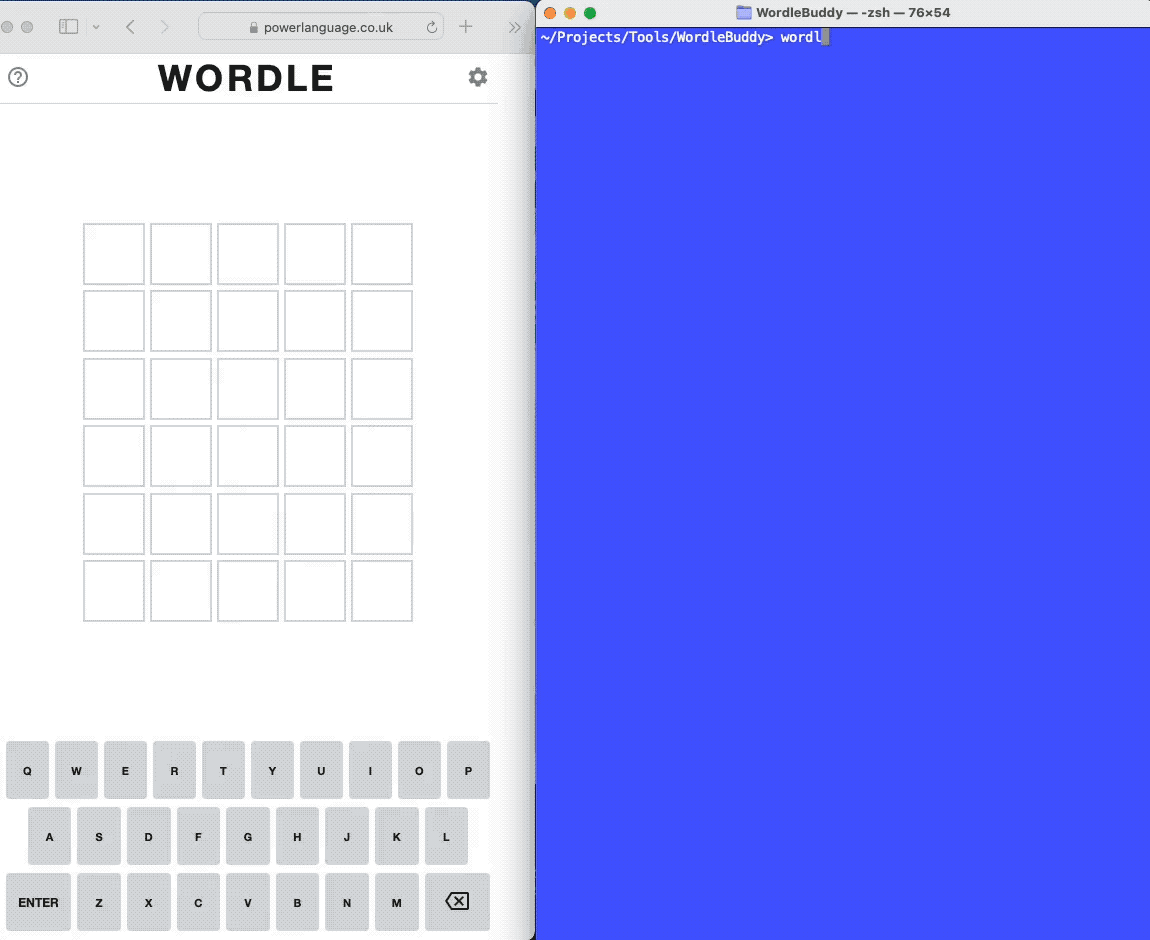 powerlanguage.co.uk
WORDLE
Q W E R T Y U I O P
A S D F G H J K L
ENTER Z X C V B N M
WordleBuddy — -zsh — 76×54
~/Projects/Tools/WordleBuddy> wordl